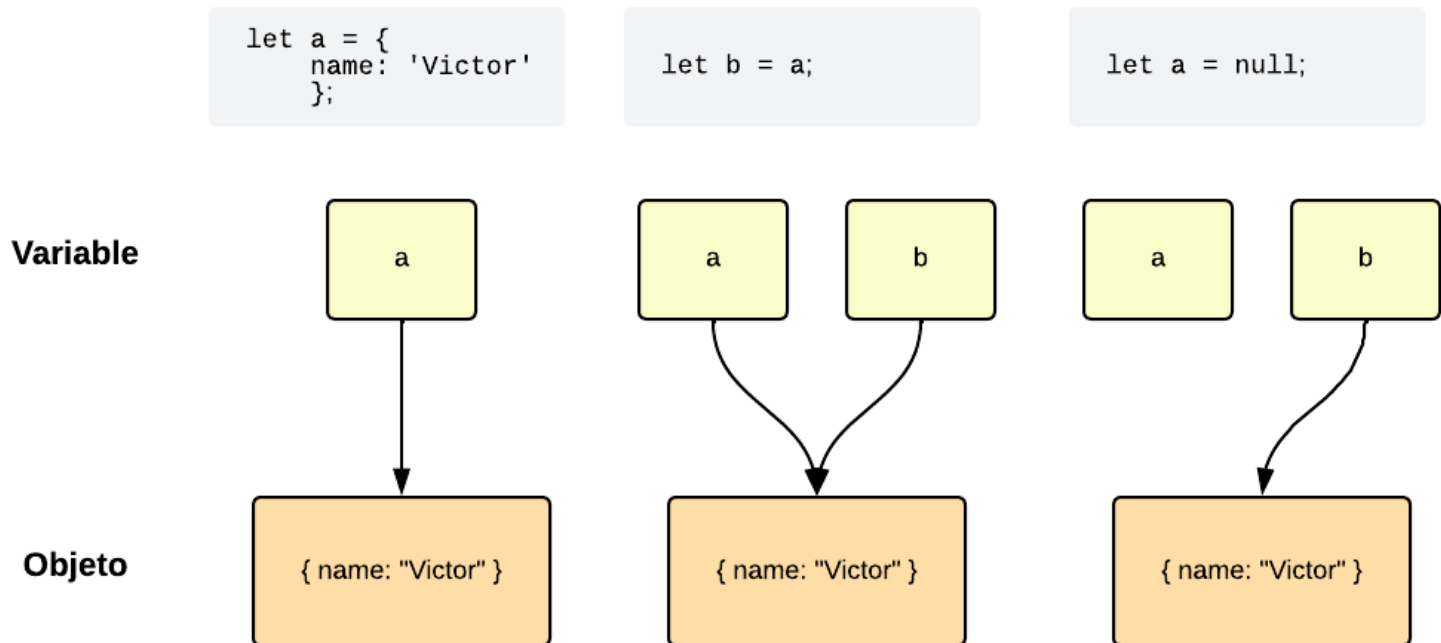 let a = {
name: 'Victor'
};
let b = a;
let a = null;
Variable
a
a
b
a
b
Objeto
{ name: "Victor" }
{ name: "Victor" }
{ name: "Victor" }